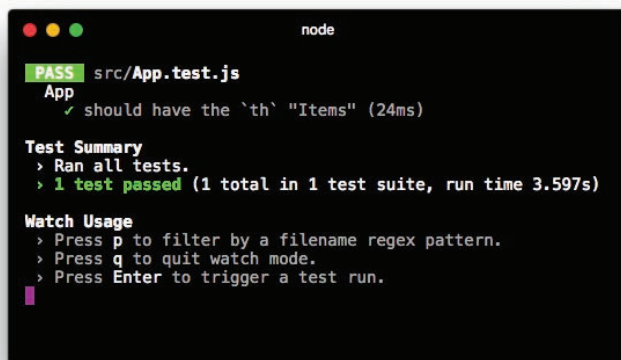 node
PASS src/App.test.js
App
✓ should have the `th` "Items" (24ms)
Test Summary
› Ran all tests.
› 1 test passed (1 total in 1 test suite, run time 3.597s)
Watch Usage
› Press p to filter by a filename regex pattern.
› Press q to quit watch mode.
› Press Enter to trigger a test run.